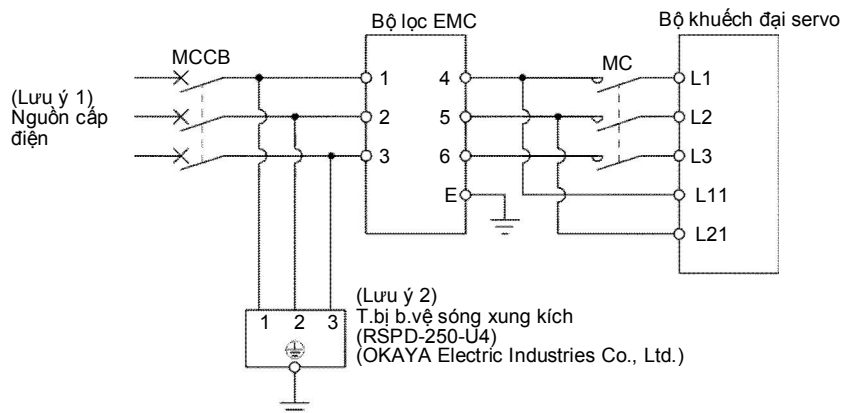 Bộ lọc EMC
Bộ khuếch đại servo
MCCB
MC
(Lưu ý 1)
Nguồn cấp
điện
1
4
L1
2
5
L2
3
6
L3
E
L11
L21
(Lưu ý 2)
1 2 3
T.bị b.vệ sóng xung kích
(RSPD-250-U4)
(OKAYA Electric Industries Co., Ltd.)